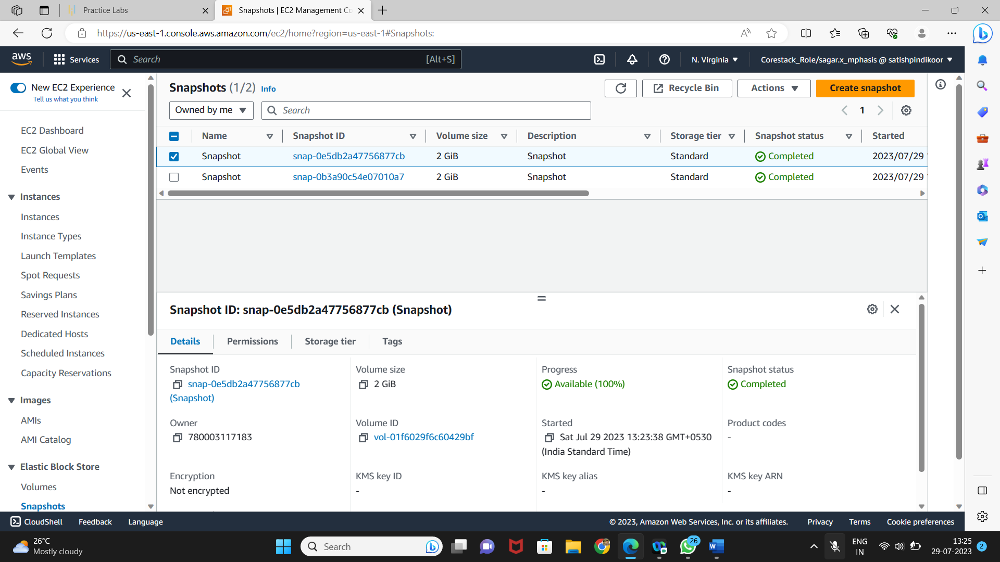 Practice Labs
Snapshots | EC2 Management Co
https://us-east-1.console.aws.amazon.com/ec2/home?region=us-east-1#Snapshots:
aws
Services
Search
[Alt+S]
N. Virginia
Corestack_Role/sagar.x_mphasis @ satishpindikoor
New EC2 Experience
Tell us what you think
EC2 Dashboard
EC2 Global View
Events
Instances
Instances
Instance Types
Launch Templates
Spot Requests
Savings Plans
Reserved Instances
Dedicated Hosts
Scheduled Instances
Capacity Reservations
Images
AMIs
AMI Catalog
Elastic Block Store
Volumes
Snapshots
Snapshots (1/2) Info
Recycle Bin
Actions
Create snapshot
Owned by me
Search
1
Name Snapshot ID Volume size Description Storage tier Snapshot status Started
Snapshot snap-0e5db2a47756877cb 2 GiB Snapshot Standard Completed 2023/07/29
Snapshot snap-0b3a90c54e07010a7 2 GiB Snapshot Standard Completed 2023/07/29
Snapshot ID: snap-0e5db2a47756877cb (Snapshot)
Details Permissions Storage tier Tags
Snapshot ID
snap-0e5db2a47756877cb
(Snapshot)
Volume size
2 GiB
Progress
Available (100%)
Snapshot status
Completed
Owner
780003117183
Volume ID
vol-01f6029f6c60429bf
Started
Sat Jul 29 2023 13:23:38 GMT+0530
(India Standard Time)
Product codes
-
Encryption
Not encrypted
KMS key ID
-
KMS key alias
-
KMS key ARN
-
CloudShell Feedback Language
© 2023, Amazon Web Services, Inc. or its affiliates. Privacy Terms Cookie preferences
26°C
Mostly cloudy
Search
26
ENG
IN
13:25
29-07-2023
2